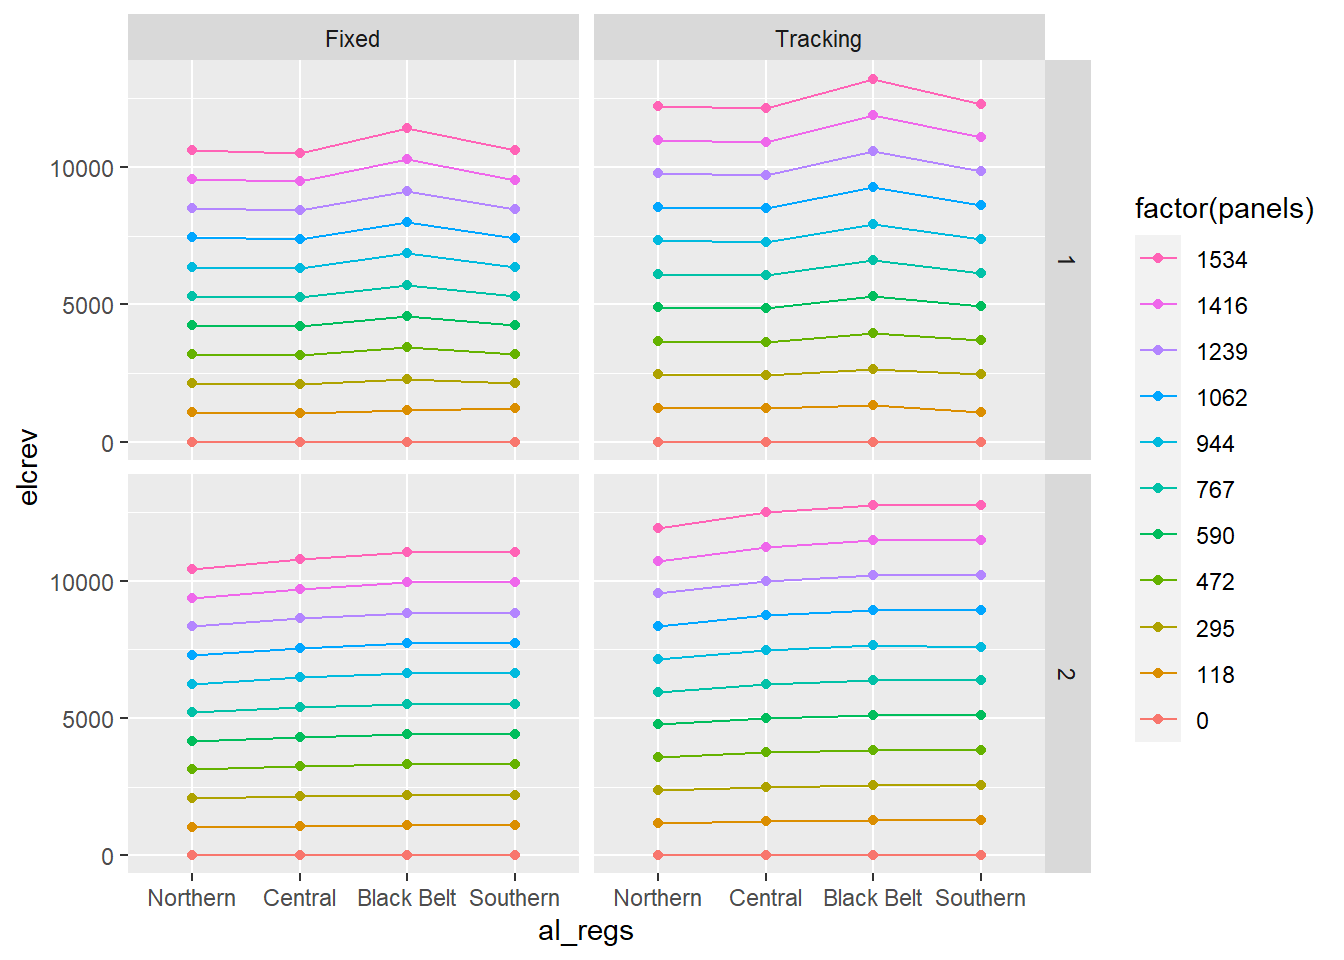 Fixed
Tracking
10000
5000
0
1
10000
5000
0
2
Northern Central Black Belt Southern
Northern Central Black Belt Southern
al_regs
elcrev
factor(panels)
1534
1416
1239
1062
944
767
590
472
295
118
0